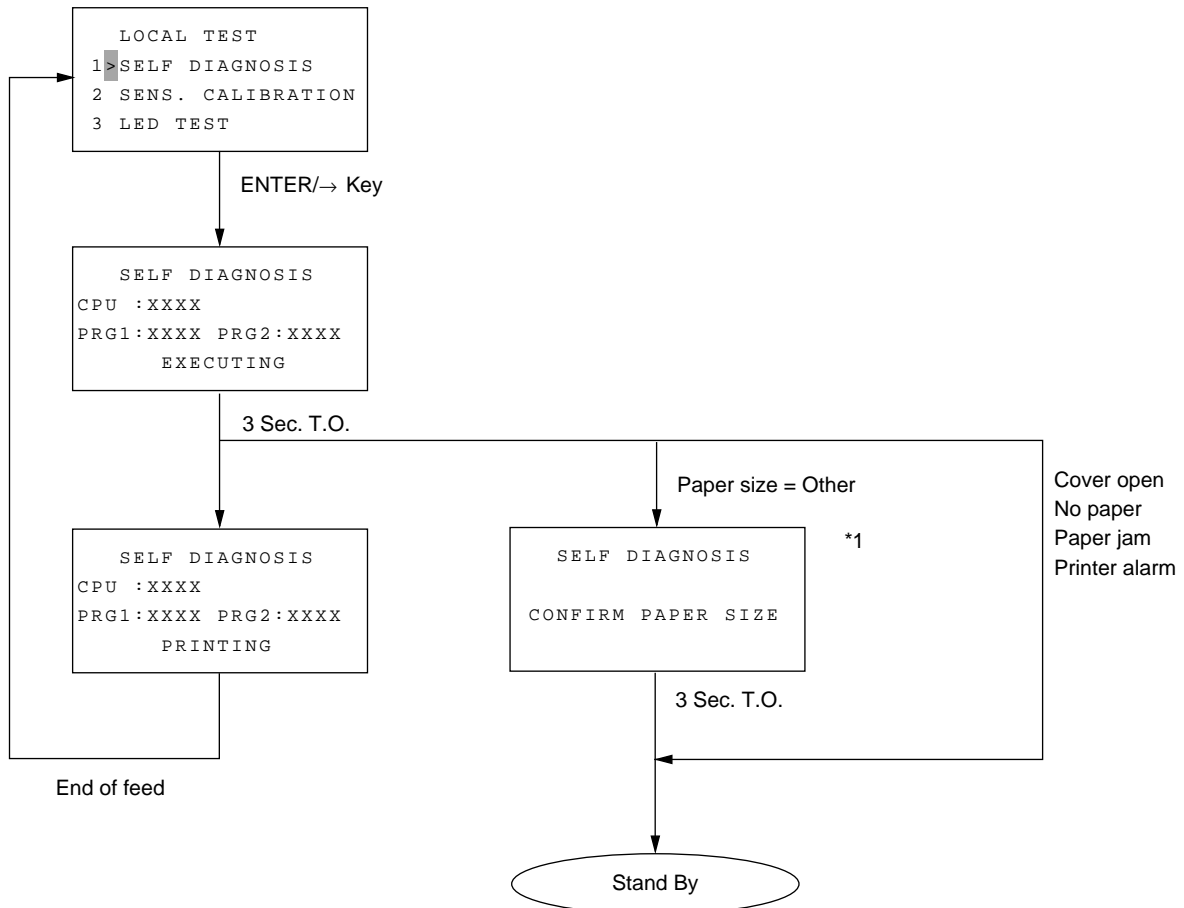 LOCAL TEST
1>SELF DIAGNOSIS
2 SENS. CALIBRATION
3 LED TEST
ENTER/→ Key
SELF DIAGNOSIS
CPU :XXXX
PRG1:XXXX PRG2:XXXX
EXECUTING
3 Sec. T.O.
Paper size = Other
Cover open
No paper
Paper jam
Printer alarm
SELF DIAGNOSIS
CPU :XXXX
PRG1:XXXX PRG2:XXXX
PRINTING
SELF DIAGNOSIS
CONFIRM PAPER SIZE
*1
3 Sec. T.O.
End of feed
Stand By